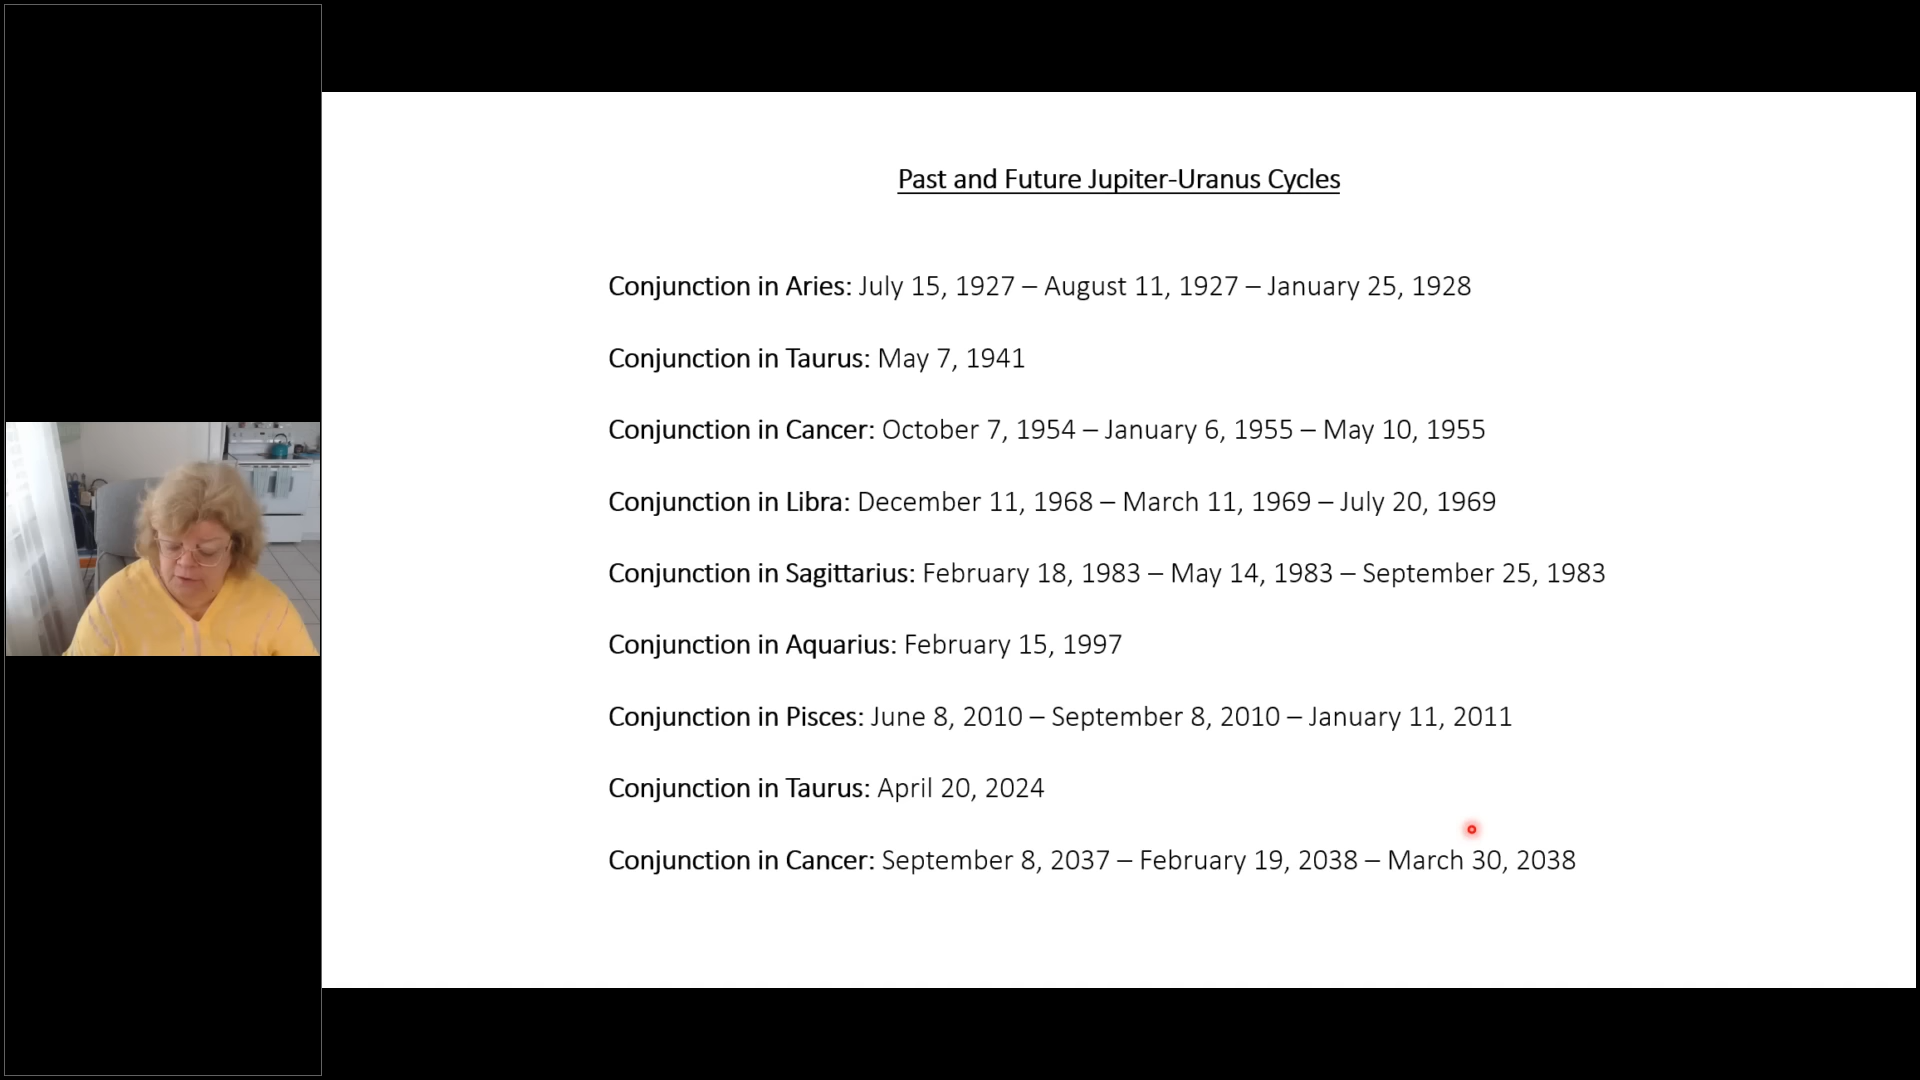 Past and Future Jupiter-Uranus Cycles
Conjunction in Aries: July 15, 1927 – August 11, 1927 – January 25, 1928
Conjunction in Taurus: May 7, 1941
Conjunction in Cancer: October 7, 1954 – January 6, 1955 – May 10, 1955
Conjunction in Libra: December 11, 1968 – March 11, 1969 – July 20, 1969
Conjunction in Sagittarius: February 18, 1983 – May 14, 1983 – September 25, 1983
Conjunction in Aquarius: February 15, 1997
Conjunction in Pisces: June 8, 2010 – September 8, 2010 – January 11, 2011
Conjunction in Taurus: April 20, 2024
Conjunction in Cancer: September 8, 2037 – February 19, 2038 – March 30, 2038